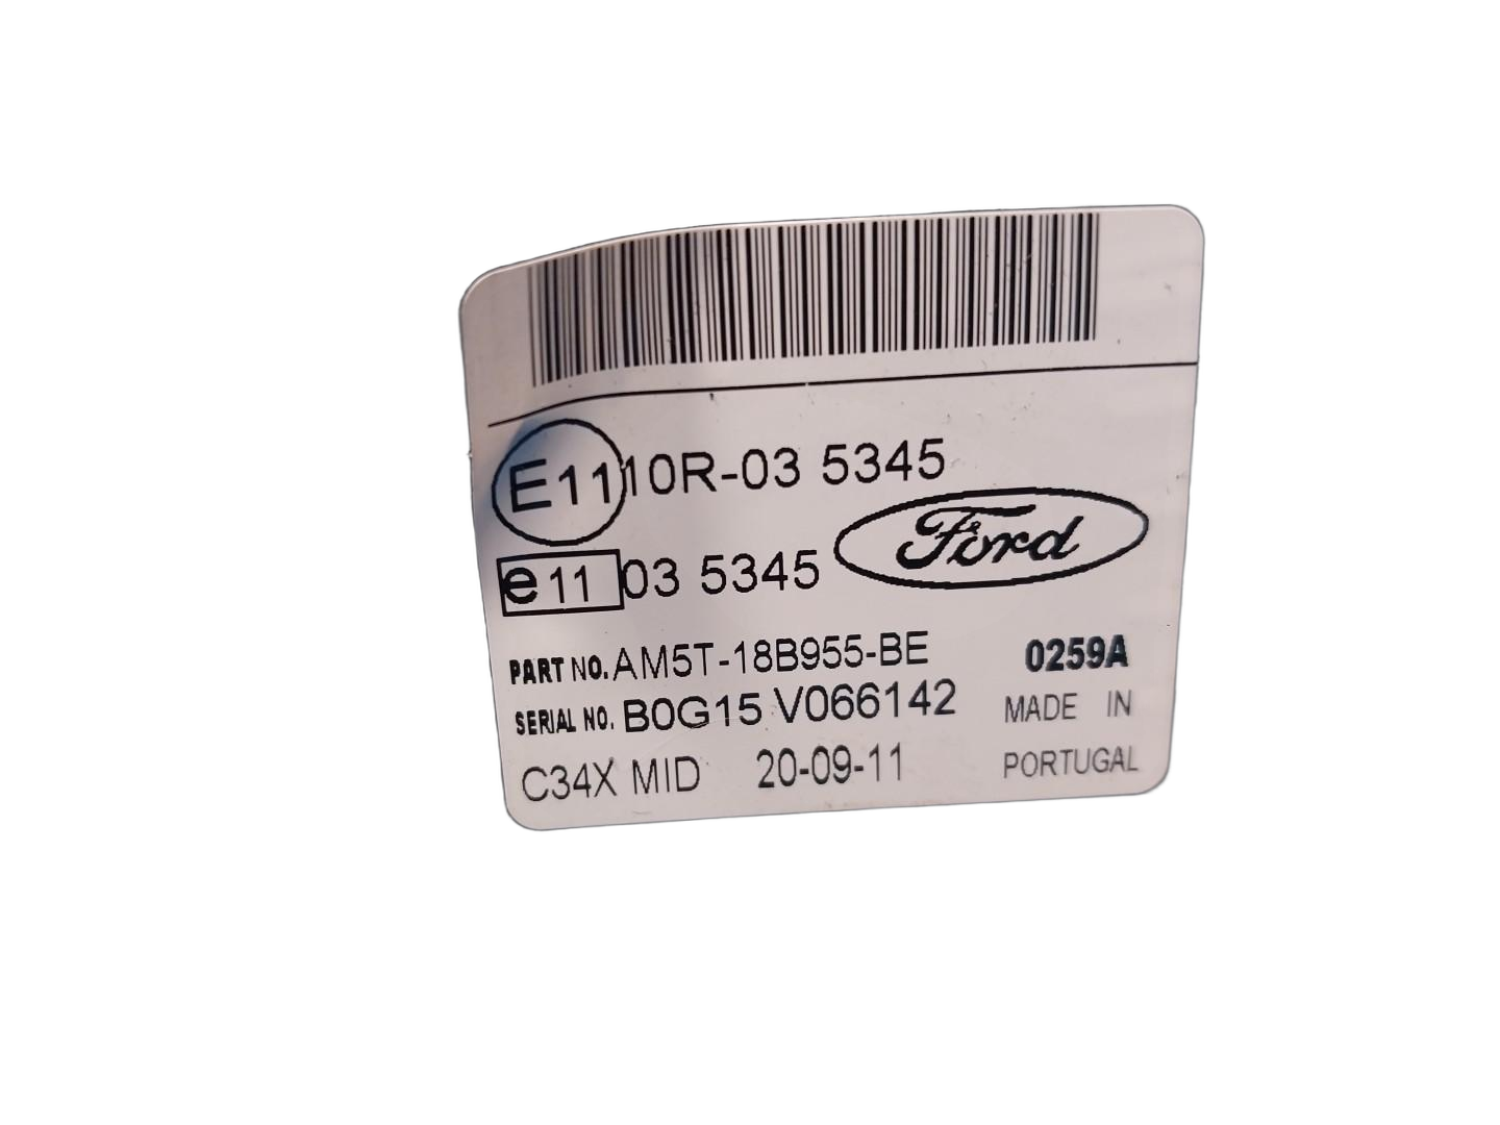 E11 10R-03 5345
Ford
e11 03 5345
PART NO. AM5T-18B955-BE 0259A
SERIAL NO. B0G15 V066142 MADE IN
C34X MID 20-09-11 PORTUGAL